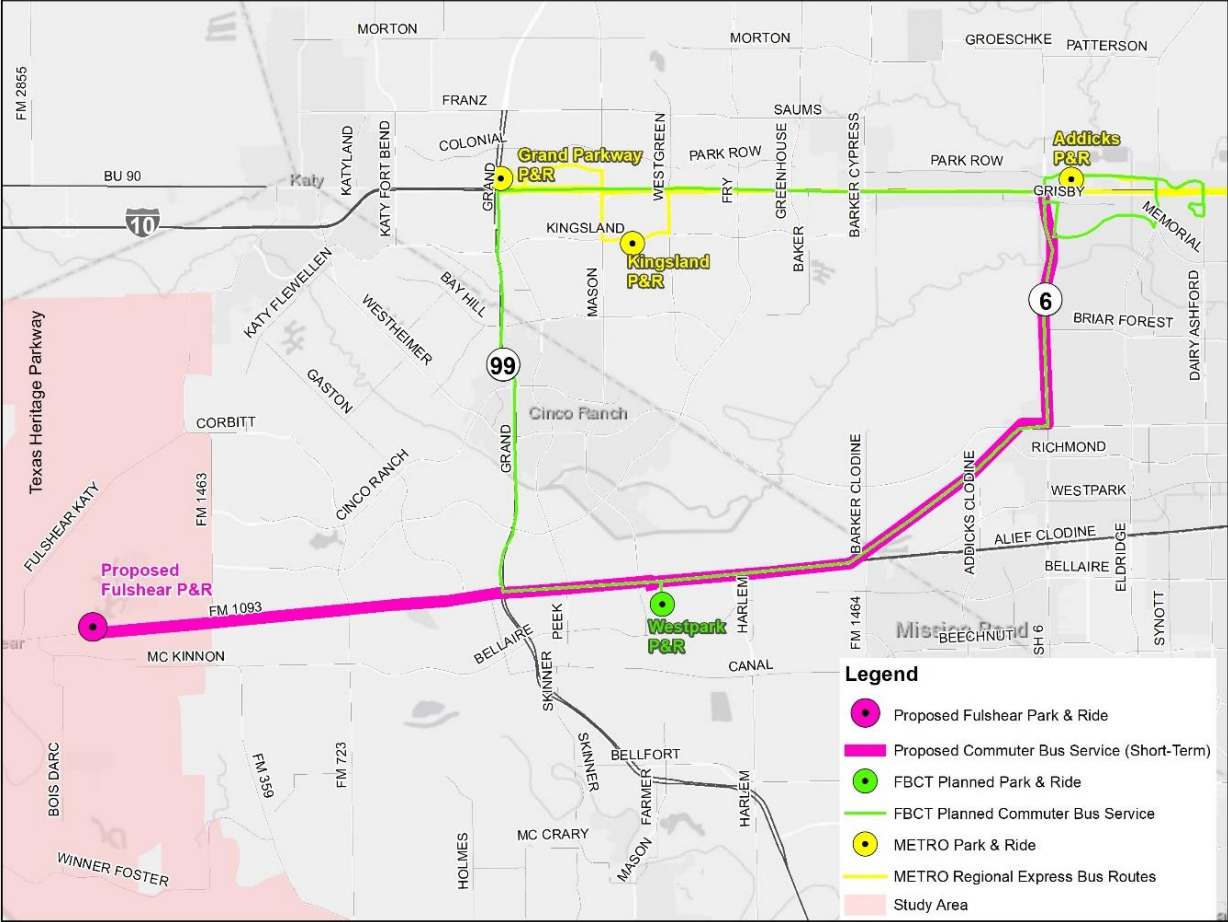 MORTON
MORTON
GROESCHKE
PATTERSON
FM 2855
FRANZ
SAUMS
COLONIAL
KATYLAND
KATY FORT BEND
GRAND
Grand Parkway
P&R
WESTGREEN
PARK ROW
FRY
GREENHOUSE
BARKER CYPRESS
PARK ROW
Addicks
P&R
BU 90
Katy
GRISBY
10
KINGSLAND
Kingsland
P&R
MASON
BAKER
MEMORIAL
KATY FLEWELLEN
BAY HILL
WESTHEIMER
6
BRIAR FOREST
DAIRY ASHFORD
Texas Heritage Parkway
99
GASTON
CORBITT
Cinco Ranch
GRAND
CINCO RANCH
FULSHEAR KATY
FM 1463
BARKER CLODINE
ADDICKS CLODINE
RICHMOND
WESTPARK
ALIEF CLODINE
BELLAIRE
ELDRIDGE
Proposed
Fulshear P&R
FM 1093
ear
MC KINNON
BELLAIRE
PEEK
SKINNER
Westpark
P&R
HARLEM
CANAL
FM 1464
Mission Bend
BEECHNUT
SH 6
SYNOTT
BOIS DARC
FM 359
FM 723
SKINNER
BELLFORT
FARMER
HARLEM
WINNER FOSTER
HOLMES
MC CRARY
MASON
Legend
Proposed Fulshear Park & Ride
Proposed Commuter Bus Service (Short-Term)
FBCT Planned Park & Ride
FBCT Planned Commuter Bus Service
METRO Park & Ride
METRO Regional Express Bus Routes
Study Area